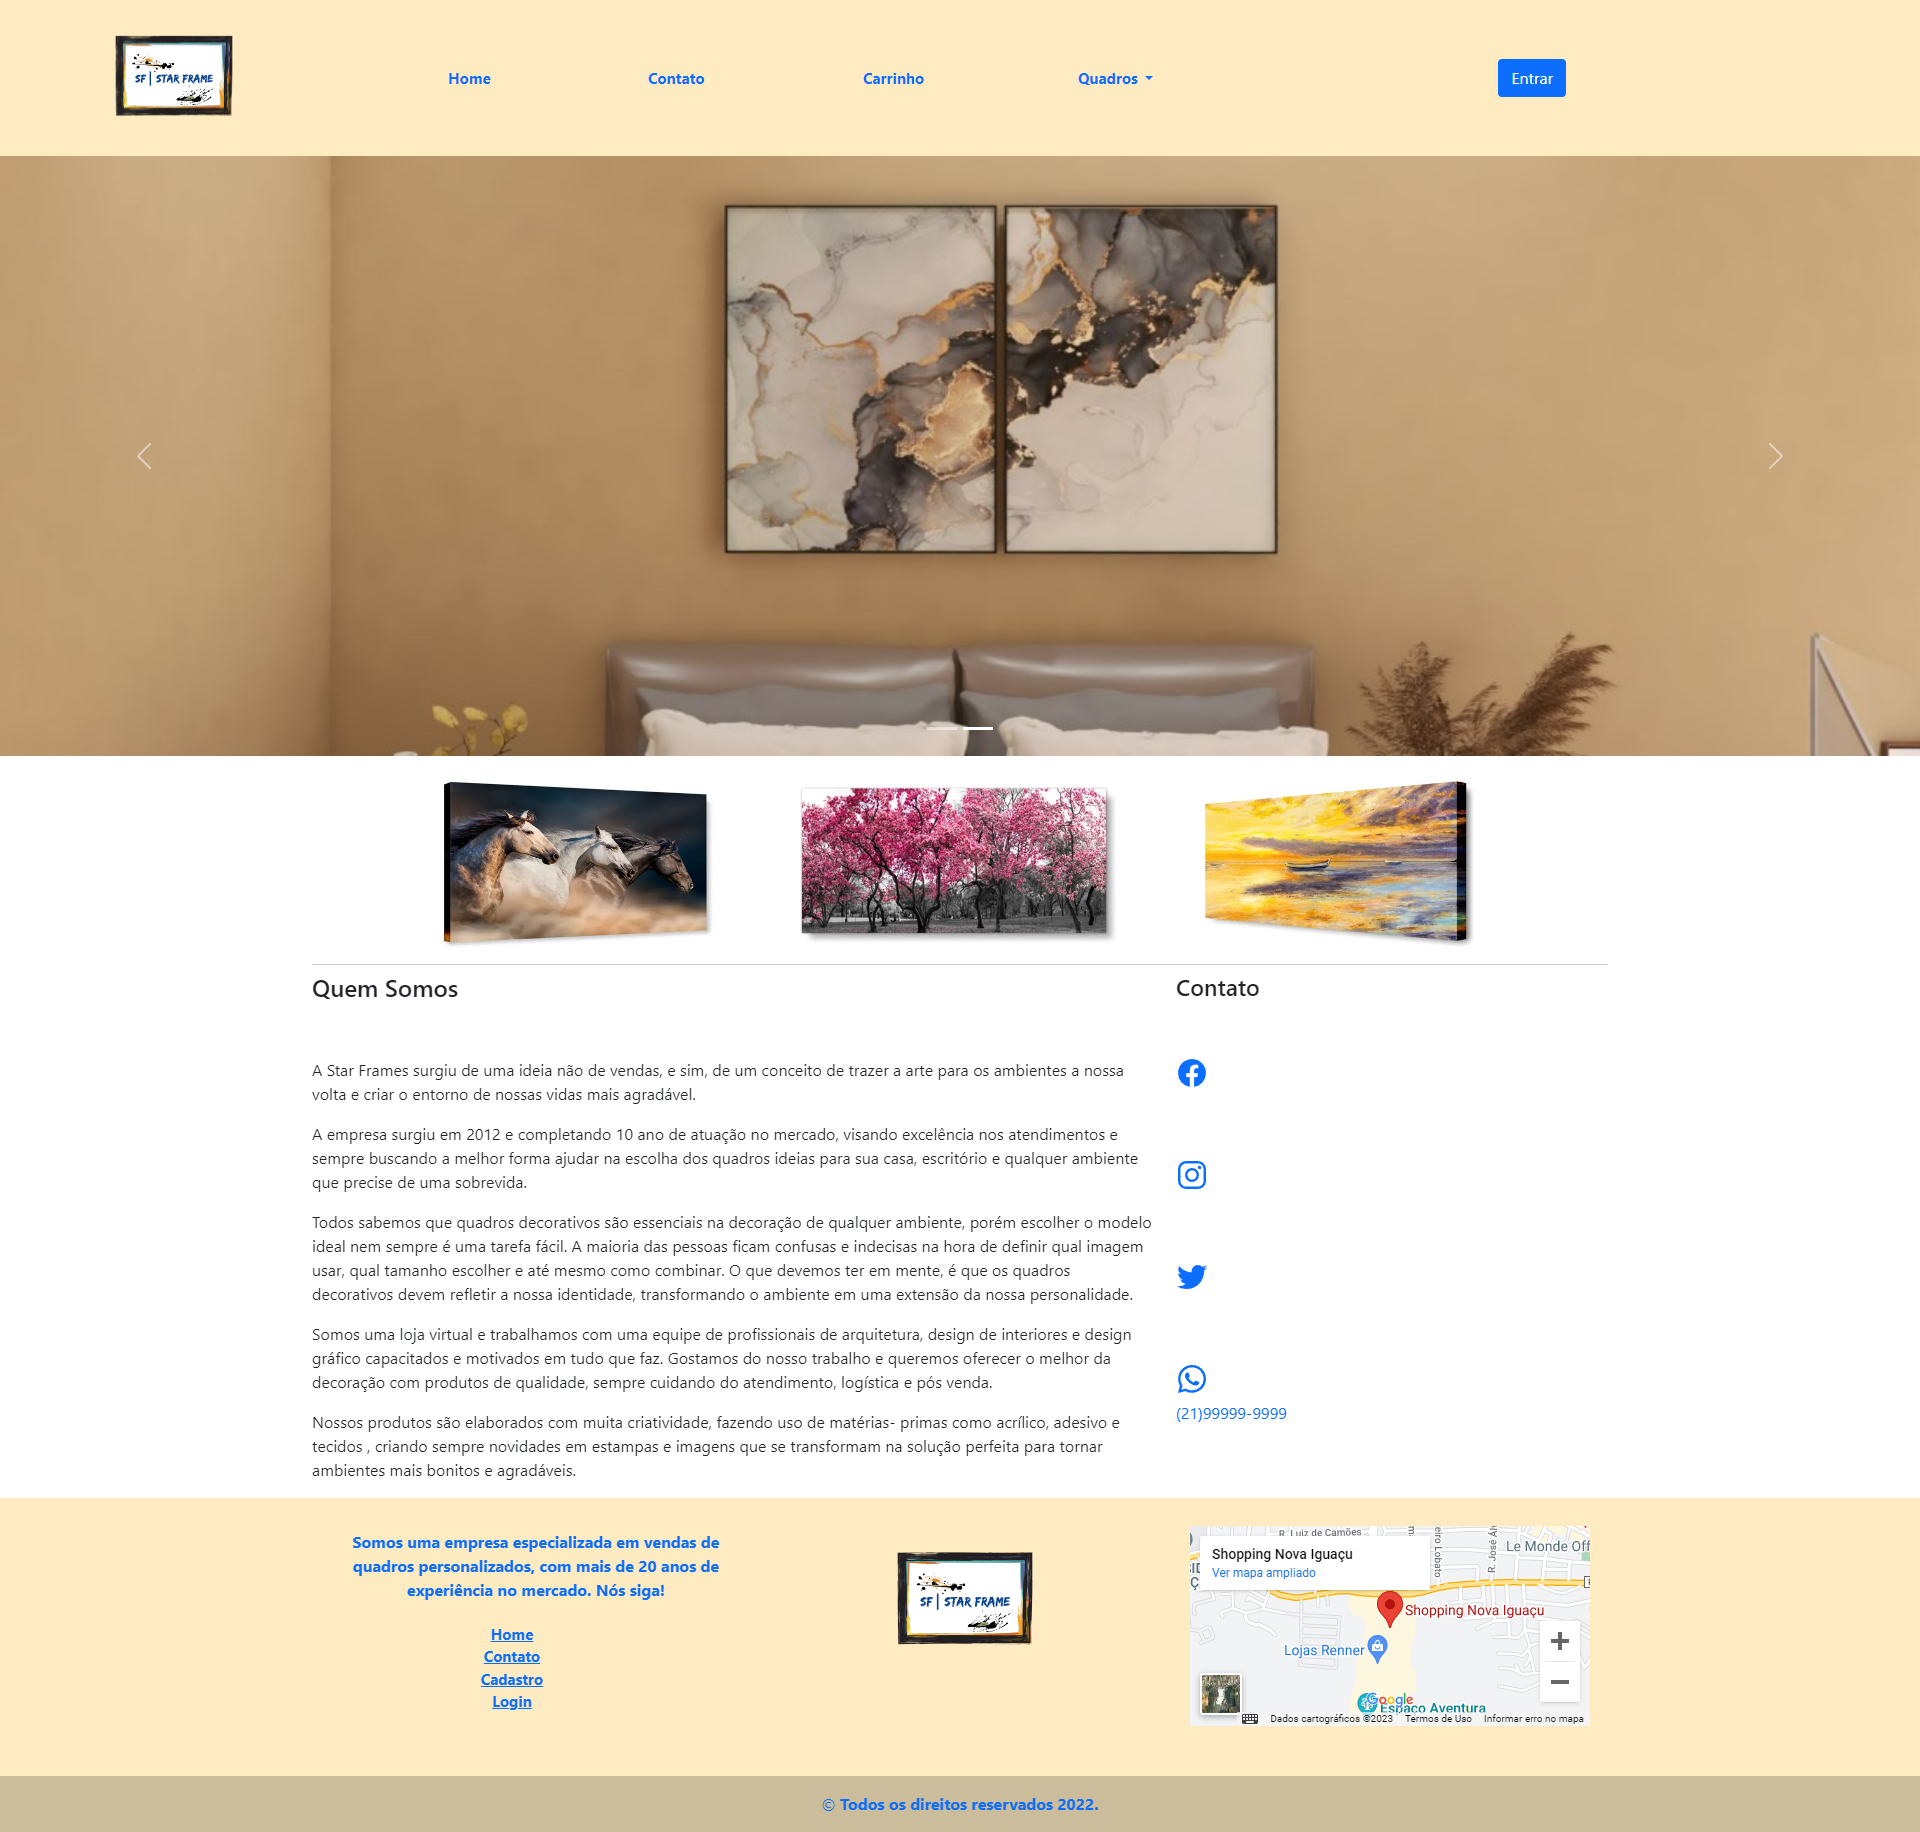 SF | STAR FRAME
Home
Contato
Carrinho
Quadros
Entrar
Quem Somos
A Star Frames surgiu de uma ideia não de vendas, e sim, de um conceito de trazer a arte para os ambientes a nossa
volta e criar o entorno de nossas vidas mais agradável.
A empresa surgiu em 2012 e completando 10 ano de atuação no mercado, visando excelência nos atendimentos e
sempre buscando a melhor forma ajudar na escolha dos quadros ideias para sua casa, escritório e qualquer ambiente
que precise de uma sobrevida.
Todos sabemos que quadros decorativos são essenciais na decoração de qualquer ambiente, porém escolher o modelo
ideal nem sempre é uma tarefa fácil. A maioria das pessoas ficam confusas e indecisas na hora de definir qual imagem
usar, qual tamanho escolher e até mesmo como combinar. O que devemos ter em mente, é que os quadros
decorativos devem refletir a nossa identidade, transformando o ambiente em uma extensão da nossa personalidade.
Somos uma loja virtual e trabalhamos com uma equipe de profissionais de arquitetura, design de interiores e design
gráfico capacitados e motivados em tudo que faz. Gostamos do nosso trabalho e queremos oferecer o melhor da
decoração com produtos de qualidade, sempre cuidando do atendimento, logística e pós venda.
Nossos produtos são elaborados com muita criatividade, fazendo uso de matérias- primas como acrílico, adesivo e
tecidos , criando sempre novidades em estampas e imagens que se transformam na solução perfeita para tornar
ambientes mais bonitos e agradáveis.
Contato
(21)99999-9999
Somos uma empresa especializada em vendas de
quadros personalizados, com mais de 20 anos de
experiência no mercado. Nós siga!
Home
Contato
Cadastro
Login
SF | STAR FRAME
R. Luiz de Camões
eiro Lobato
R. José
Le Monde Off
Shopping Nova Iguaçu
Ver mapa ampliado
Shopping Nova Iguaçu
Lojas Renner
Google
Espaço Aventura
Dados cartográficos ©2023
Termos de Uso
Informar erro no mapa
© Todos os direitos reservados 2022.